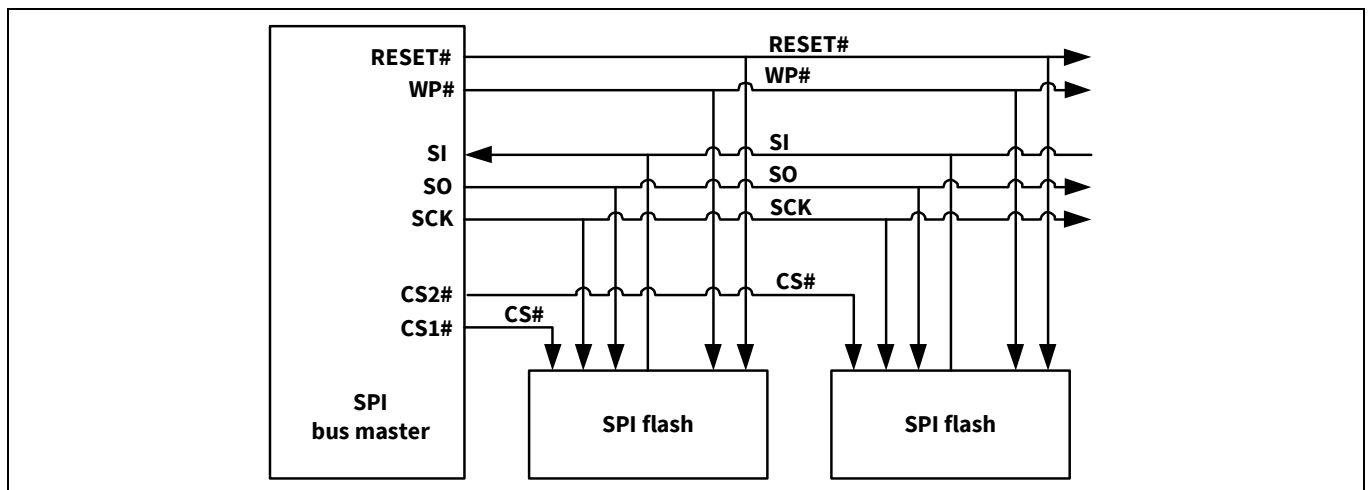 RESET# RESET#
WP# WP#
SI SI
SO SO
SCK SCK
CS2# CS#
CS1# CS#
SPI
bus master
SPI flash SPI flash